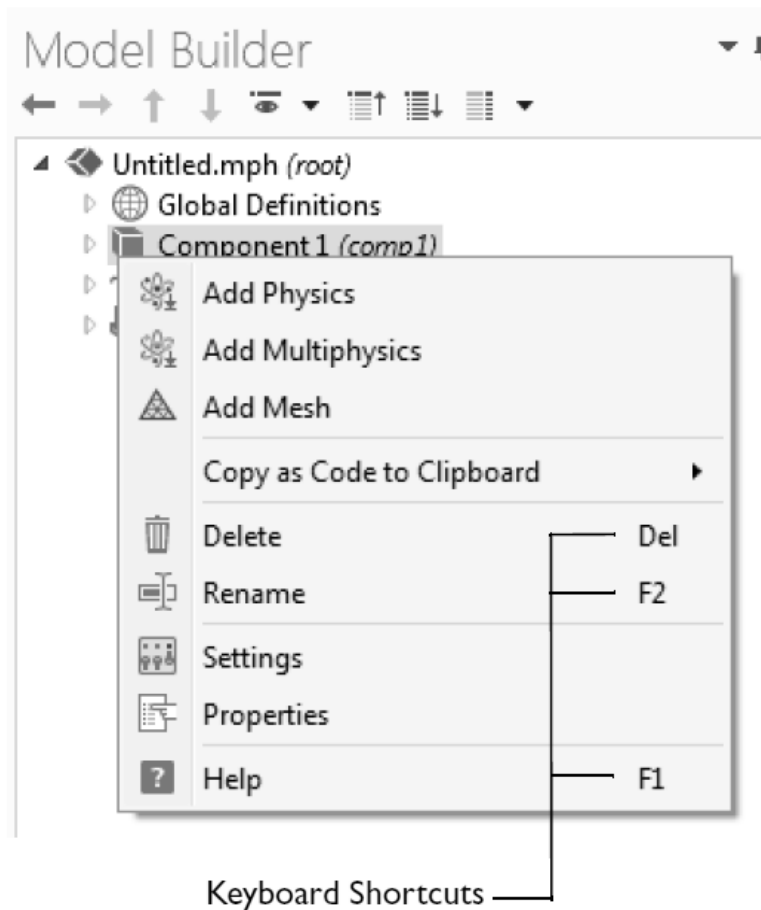 Model Builder
Untitled.mph (root)
Global Definitions
Component 1 (comp1)
Add Physics
Add Multiphysics
Add Mesh
Copy as Code to Clipboard
Delete Del
Rename F2
Settings
Properties
? Help F1
Keyboard Shortcuts